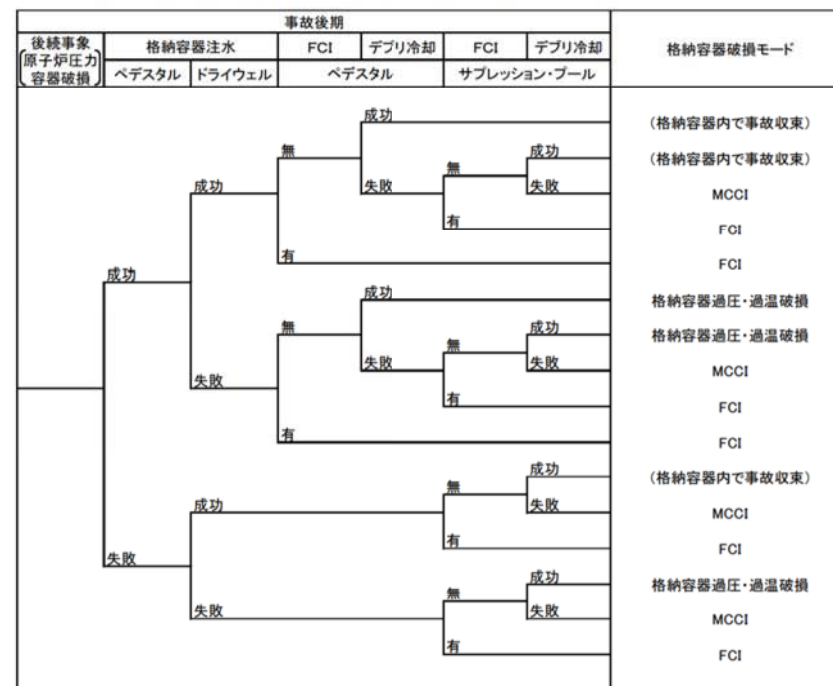 事故後期
後続事象
原子炉圧力
容器破損
格納容器注水
FCI
デブリ冷却
FCI
デブリ冷却
格納容器破損モード
ペデスタル
ドライウェル
ペデスタル
サプレッション・プール
成功
(格納容器内で事故収束)
無
成功
(格納容器内で事故収束)
無
成功
失敗
失敗
MCCI
有
FCI
有
FCI
成功
成功
格納容器過圧・過温破損
無
成功
格納容器過圧・過温破損
無
失敗
失敗
MCCI
失敗
有
FCI
有
FCI
成功
(格納容器内で事故収束)
無
成功
失敗
MCCI
有
FCI
失敗
成功
格納容器過圧・過温破損
無
失敗
失敗
MCCI
有
FCI